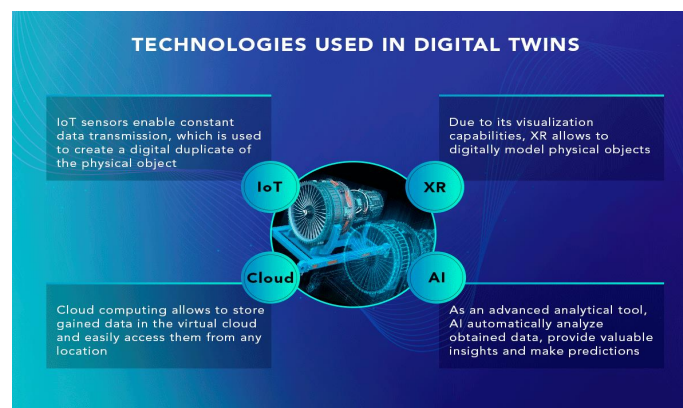 TECHNOLOGIES USED IN DIGITAL TWINS
IoT sensors enable constant
data transmission, which is used
to create a digital duplicate of
the physical object
Due to its visualization
capabilities, XR allows to
digitally model physical objects
IoT
XR
Cloud
AI
Cloud computing allows to store
gained data in the virtual cloud
and easily access them from any
location
As an advanced analytical tool,
AI automatically analyze
obtained data, provide valuable
insights and make predictions